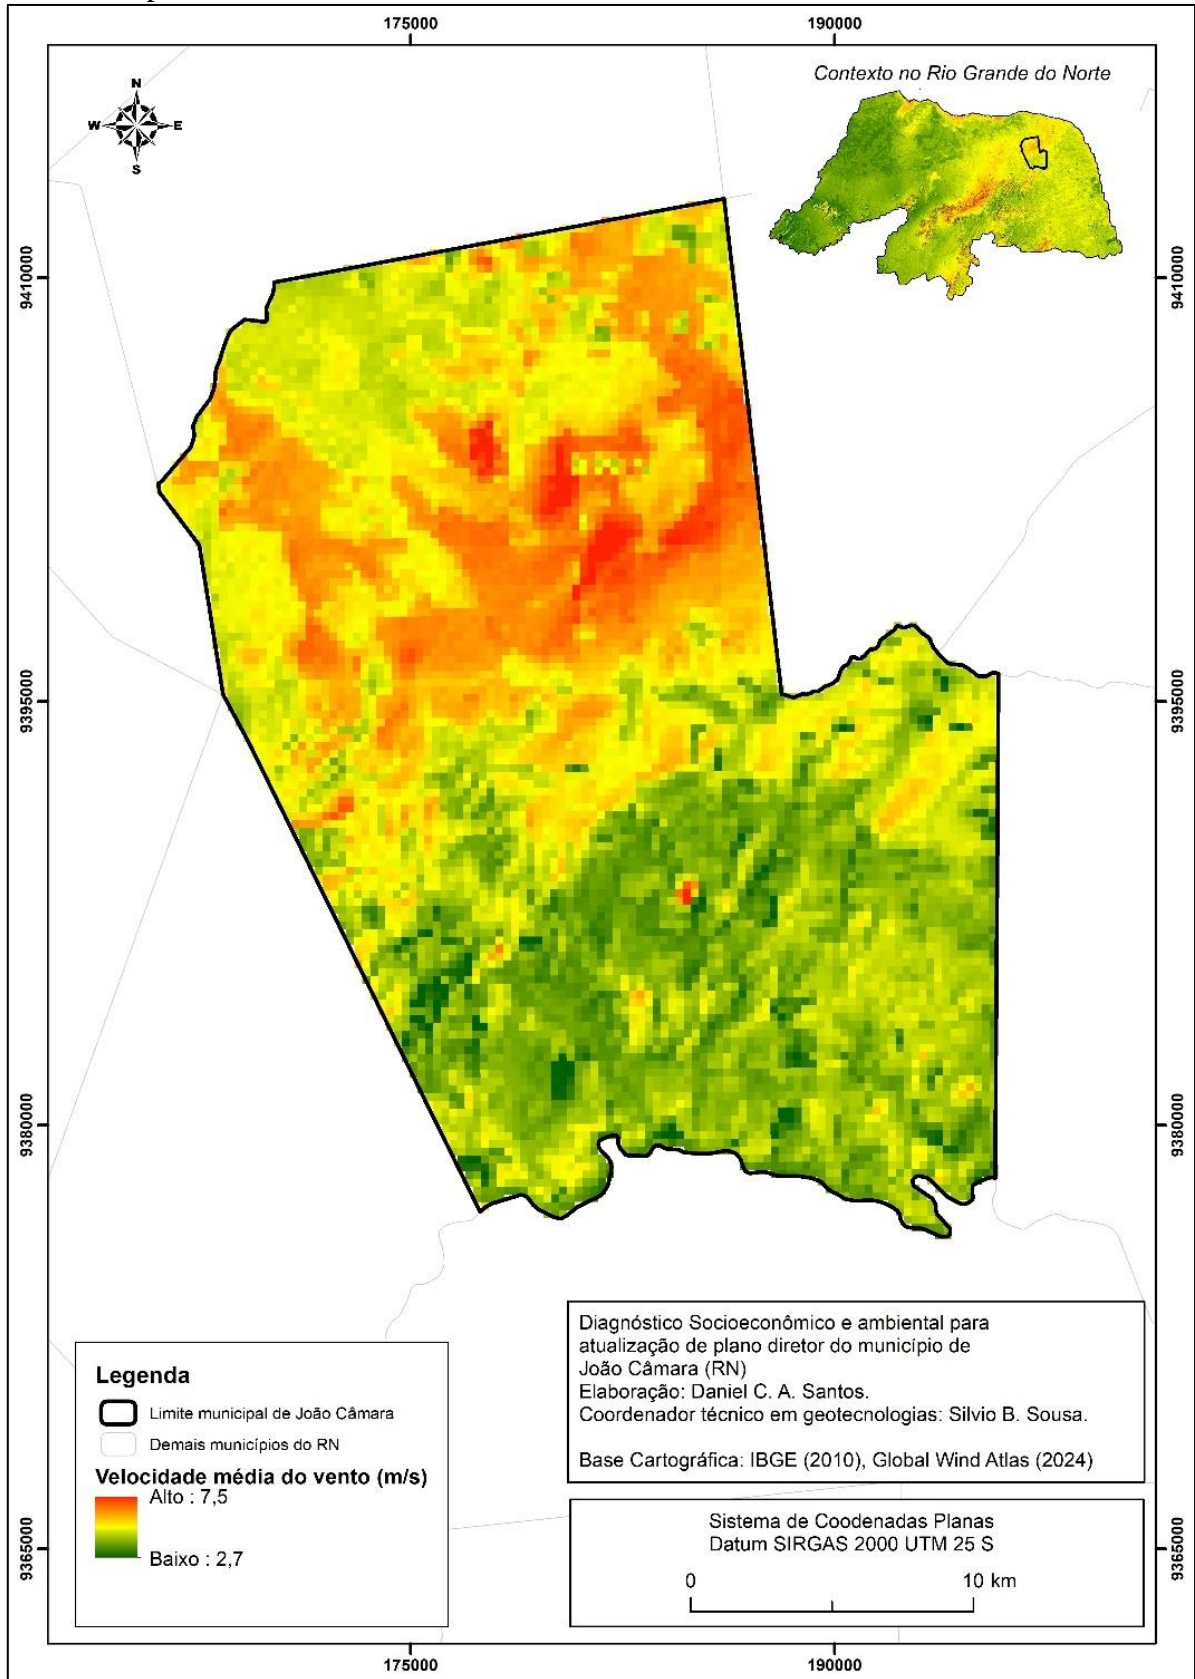 175000
190000
Contexto no Rio Grande do Norte
N
W
E
S
9410000
9410000
9395000
9395000
9380000
9380000
9365000
9365000
Legenda
Limite municipal de João Câmara
Demais municípios do RN
Velocidade média do vento (m/s)
Alto : 7,5
Baixo : 2,7
Diagnóstico Socioeconômico e ambiental para
atualização de plano diretor do município de
João Câmara (RN)
Elaboração: Daniel C. A. Santos.
Coordenador técnico em geotecnologias: Silvio B. Sousa.
Base Cartográfica: IBGE (2010), Global Wind Atlas (2024)
Sistema de Coodenadas Planas
Datum SIRGAS 2000 UTM 25 S
0
10 km
175000
190000